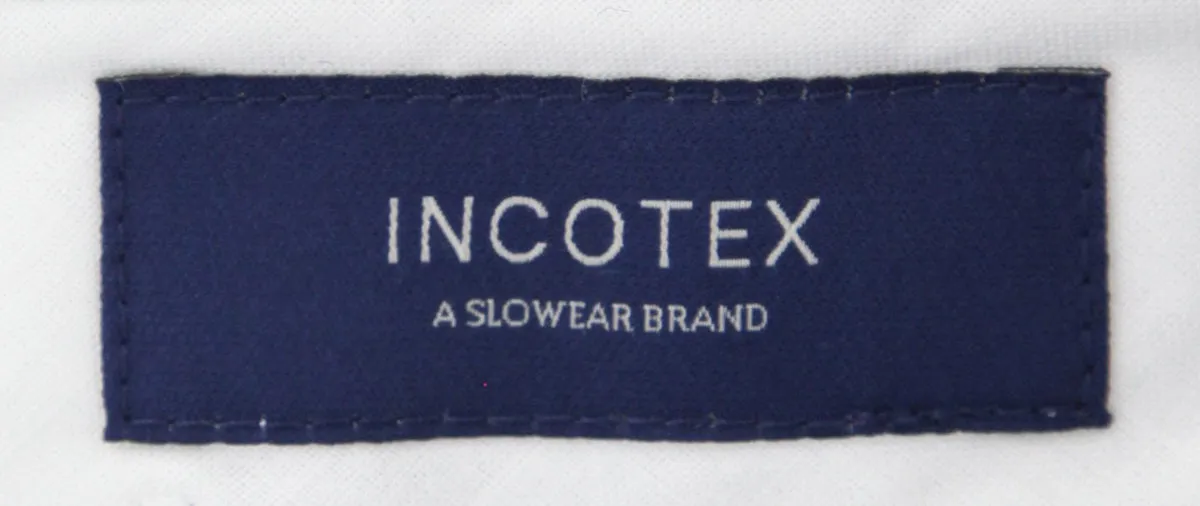 INCOTEX
A SLOWEAR BRAND